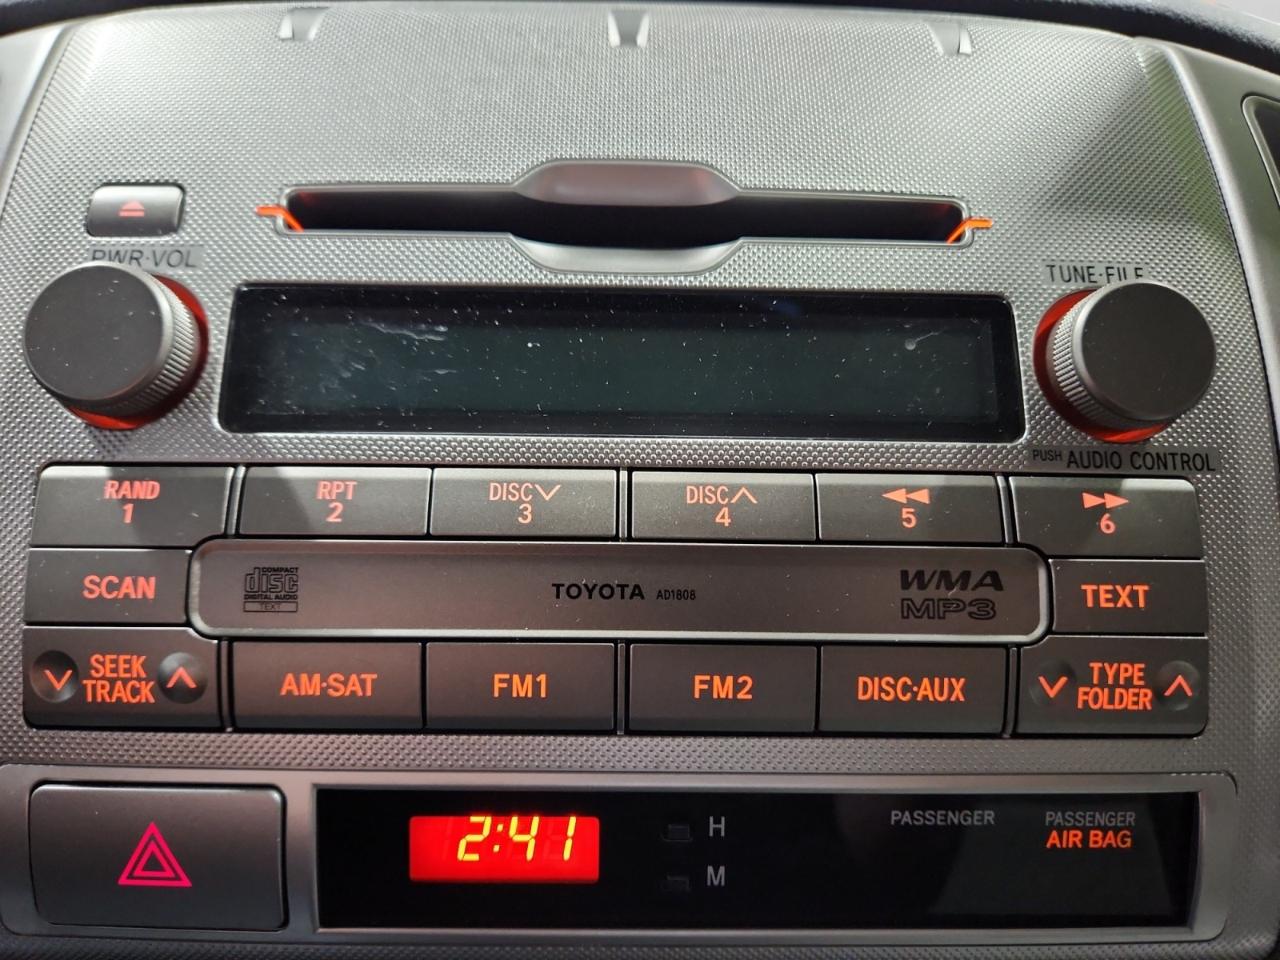 PWR·VOL
TUNE·FILE
PUSH AUDIO CONTROL
RAND
1
RPT
2
DISC
3
DISC
4
5
6
SCAN
COMPACT
disc
DIGITAL AUDIO
TEXT
TOYOTA AD1808
WMA
MP3
TEXT
SEEK
TRACK
AM·SAT
FM1
FM2
DISC·AUX
TYPE
FOLDER
2:41
H
M
PASSENGER
PASSENGER
AIR BAG